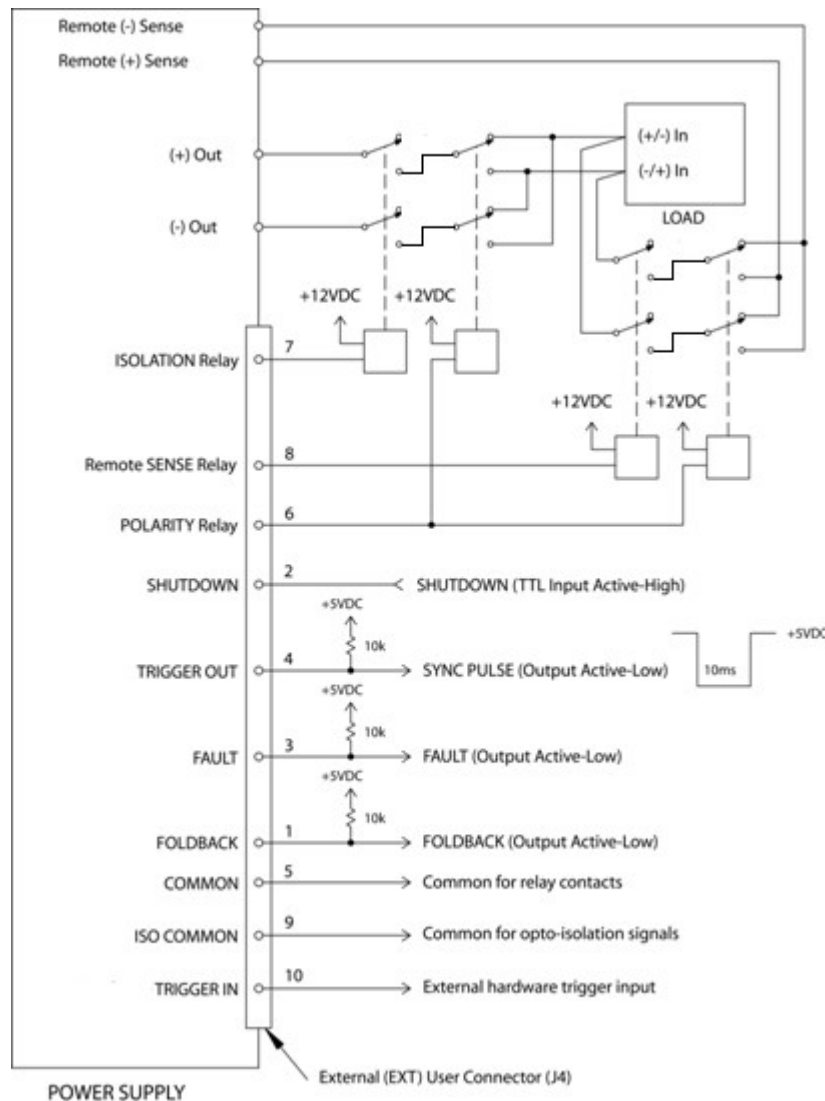 Remote (-) Sense
Remote (+) Sense
(+) Out
(+/-) In
(-/+) In
LOAD
(-) Out
+12VDC
+12VDC
ISOLATION Relay
7
+12VDC
+12VDC
Remote SENSE Relay
8
POLARITY Relay
6
SHUTDOWN
2
SHUTDOWN (TTL Input Active-High)
+5VDC
10k
TRIGGER OUT
4
SYNC PULSE (Output Active-Low)
10ms
+5VDC
+5VDC
10k
FAULT
3
FAULT (Output Active-Low)
+5VDC
10k
FOLDBACK
1
FOLDBACK (Output Active-Low)
COMMON
5
Common for relay contacts
ISO COMMON
9
Common for opto-isolation signals
TRIGGER IN
10
External hardware trigger input
External (EXT) User Connector (J4)
POWER SUPPLY